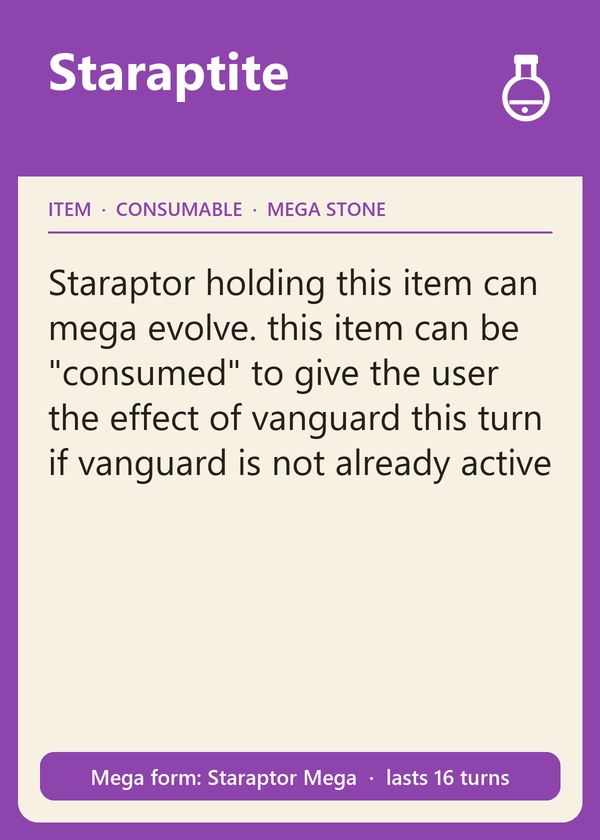 Staraptite
ITEM · CONSUMABLE · MEGA STONE
Staraptor holding this item can
mega evolve. this item can be
"consumed" to give the user
the effect of vanguard this turn
if vanguard is not already active
Mega form: Staraptor Mega · lasts 16 turns